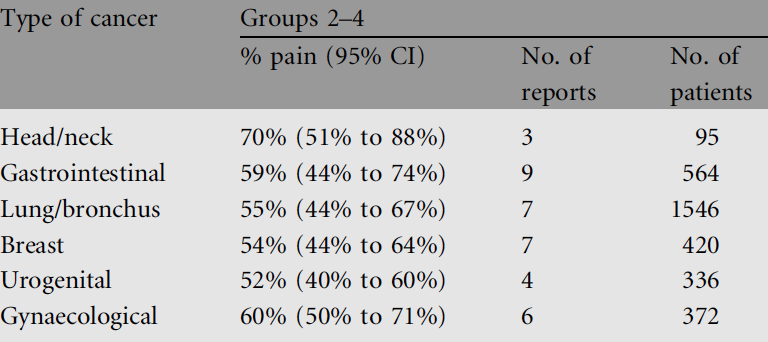 Type of cancer Groups 2–4
% pain (95% CI) No. of No. of
reports patients
Head/neck 70% (51% to 88%) 3 95
Gastrointestinal 59% (44% to 74%) 9 564
Lung/bronchus 55% (44% to 67%) 7 1546
Breast 54% (44% to 64%) 7 420
Urogenital 52% (40% to 60%) 4 336
Gynaecological 60% (50% to 71%) 6 372